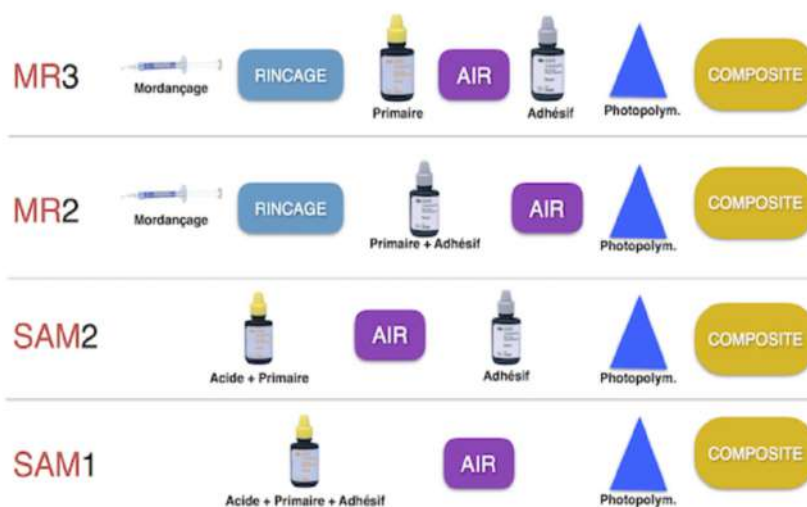 MR3
Mordançage
RINCAGE
Primaire
AIR
Adhésif
Photopolym.
COMPOSITE
MR2
Mordançage
RINCAGE
Primaire + Adhésif
AIR
Photopolym.
COMPOSITE
SAM2
Acide + Primaire
AIR
Adhésif
Photopolym.
COMPOSITE
SAM1
Acide + Primaire + Adhésif
AIR
Photopolym.
COMPOSITE